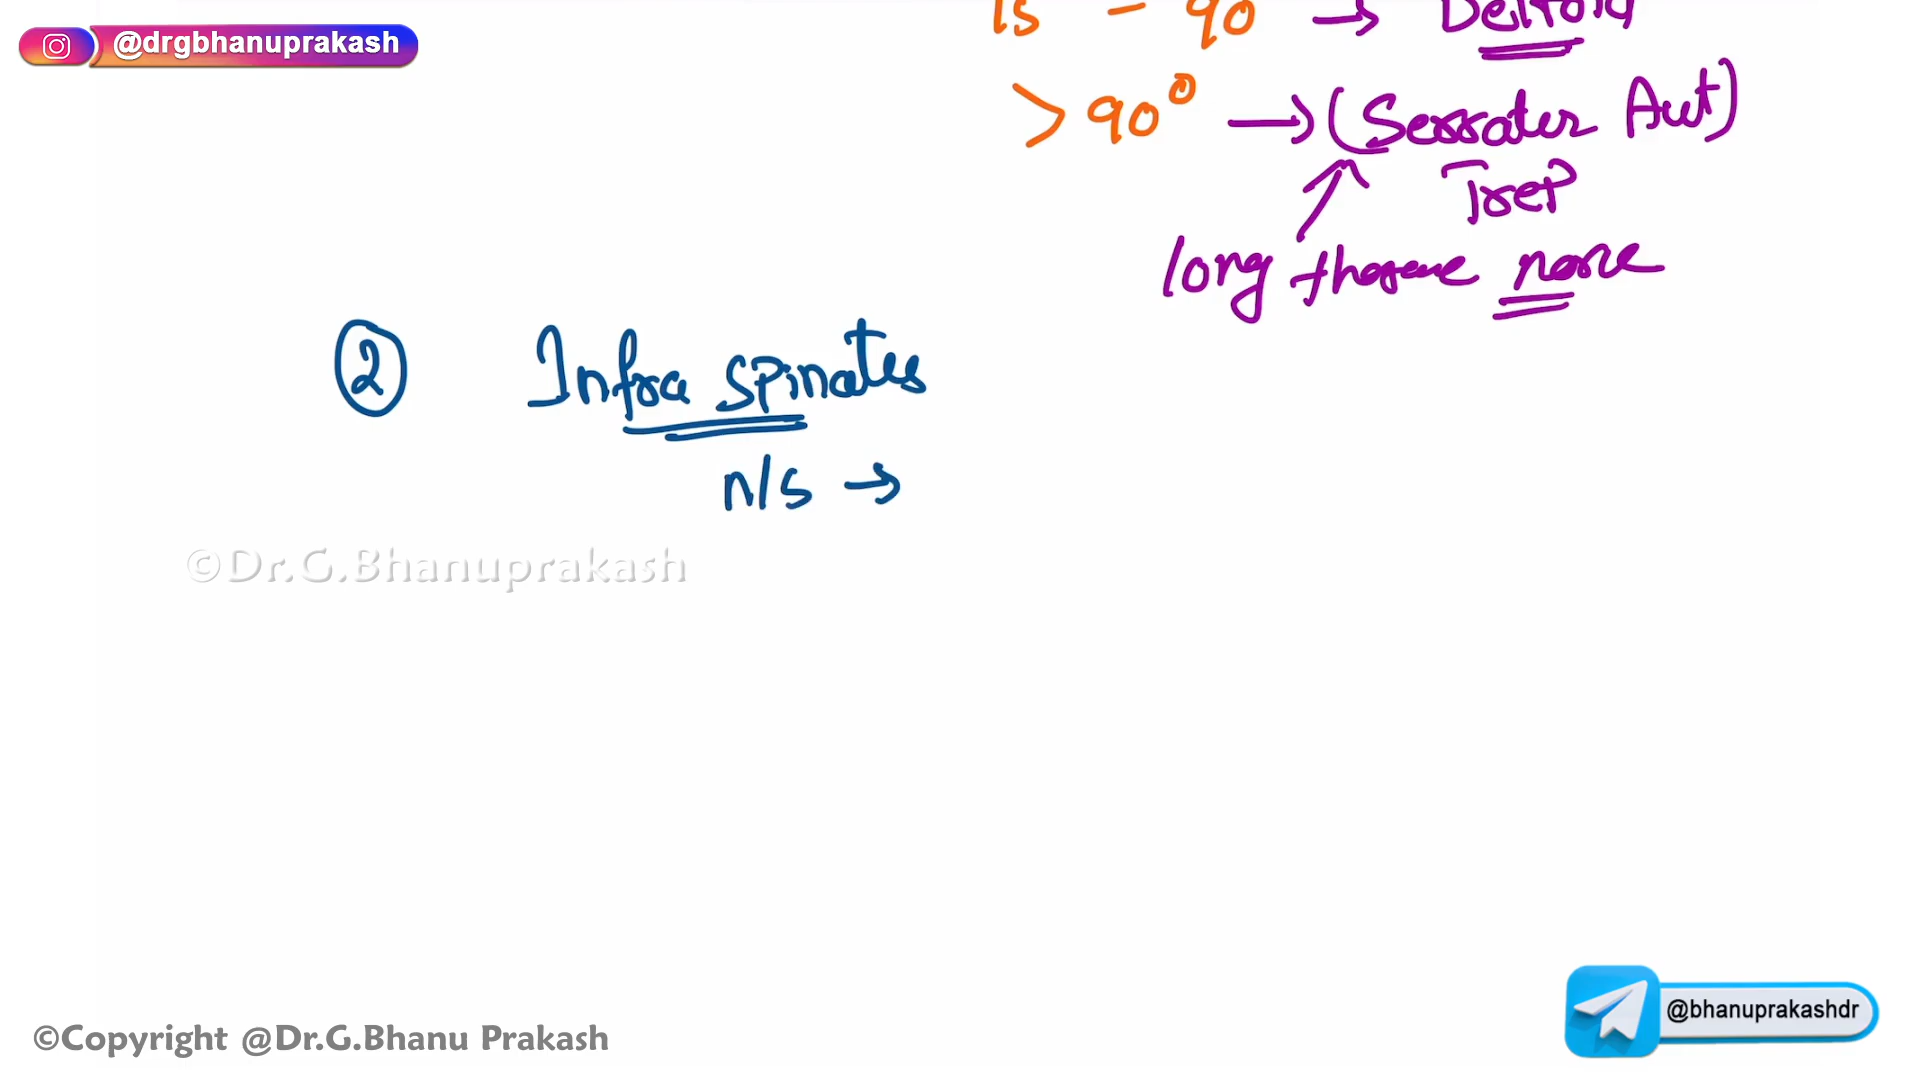 @drgbhanuprakash
15 - 90 → Deltoid
> 90° → (Serratus Ant)
Trap
long thoracic nerve
② Infra spinatus
n/s →
©Dr.G.Bhanuprakash
@bhanuprakashdr
©Copyright @Dr.G.Bhanu Prakash